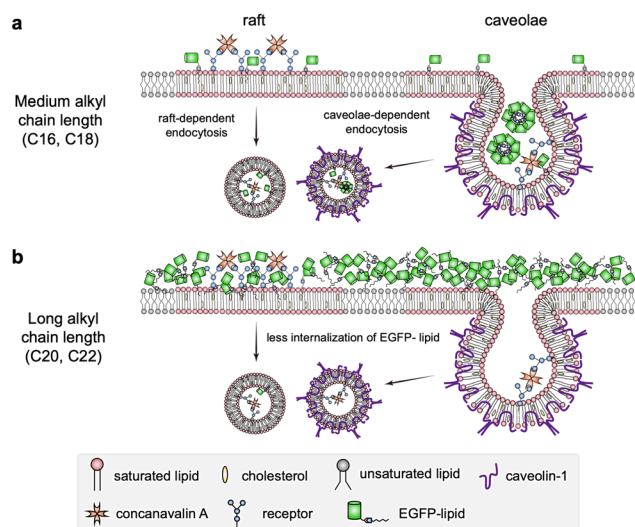 raft
caveolae
a
Medium alkyl
chain length
(C16, C18)
raft-dependent
endocytosis
caveolae-dependent
endocytosis
b
Long alkyl
chain length
(C20, C22)
less internalization of EGFP- lipid
saturated lipid
cholesterol
unsaturated lipid
caveolin-1
concanavalin A
receptor
EGFP-lipid